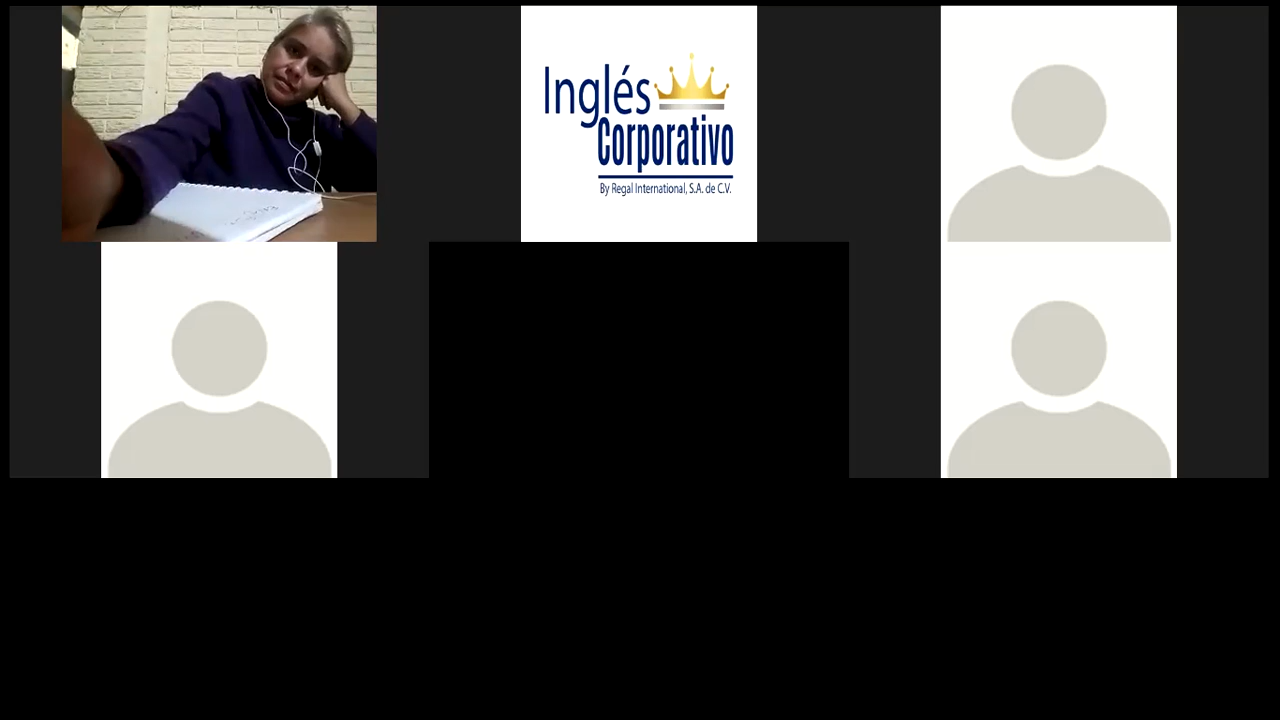 Inglés
Corporativo
By Regal International, S.A. de C.V.